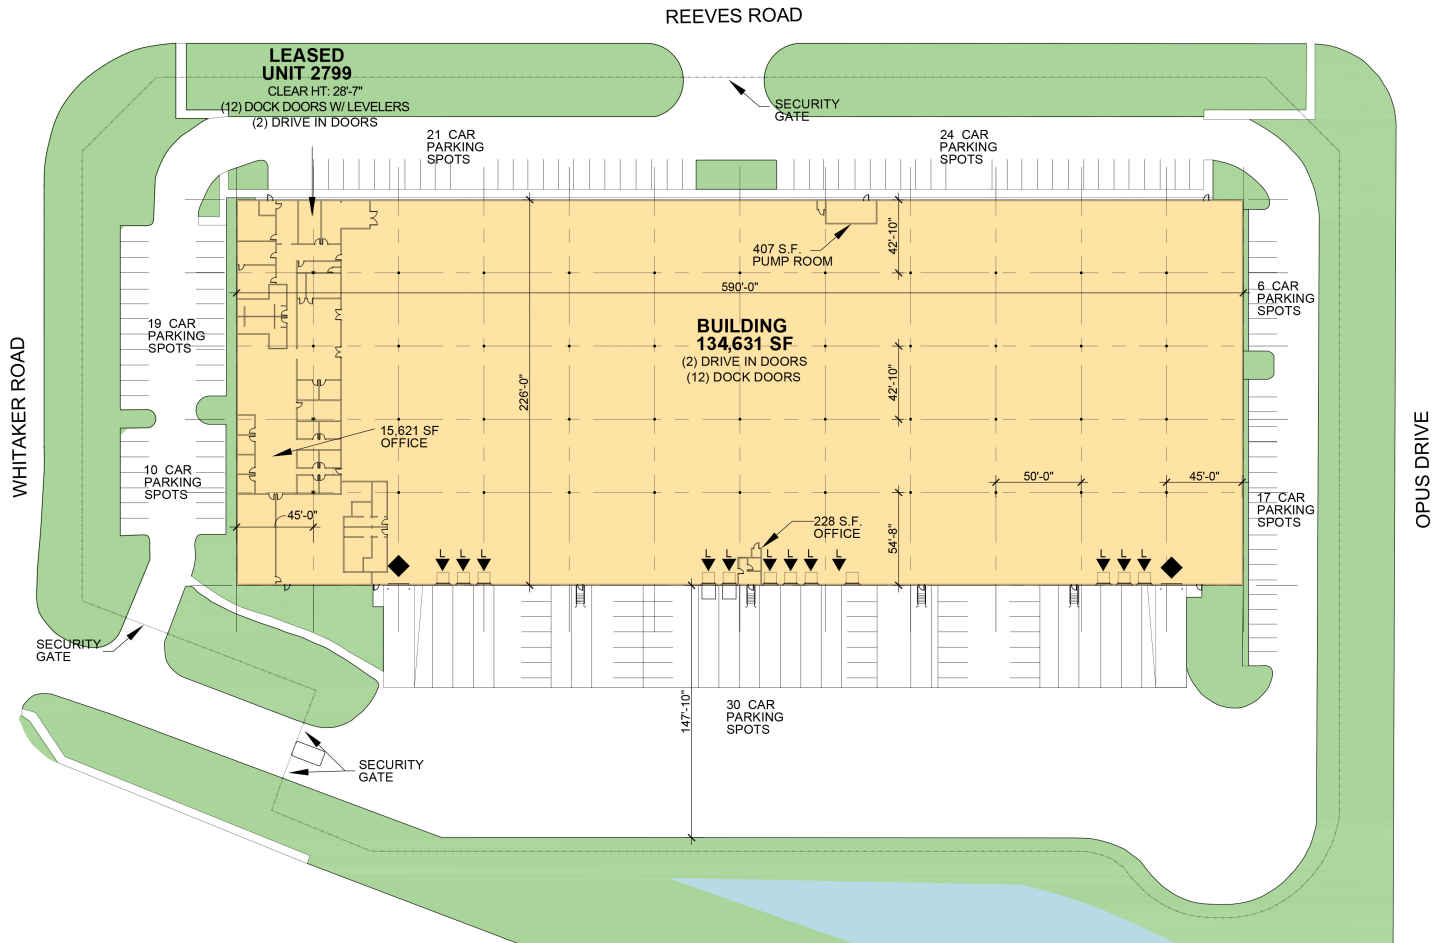 REEVES ROAD
LEASED
UNIT 2799
CLEAR HT: 28'-7"
(12) DOCK DOORS W/ LEVELERS
(2) DRIVE IN DOORS
SECURITY
GATE
21 CAR
PARKING
SPOTS
24 CAR
PARKING
SPOTS
42'-10"
407 S.F.
PUMP ROOM
590'-0"
6 CAR
PARKING
SPOTS
19 CAR
PARKING
SPOTS
BUILDING
134,631 SF
(2) DRIVE IN DOORS
(12) DOCK DOORS
WHITAKER ROAD
226'-0"
42'-10"
15,621 SF
OFFICE
OPUS DRIVE
10 CAR
PARKING
SPOTS
50'-0"
45'-0"
17 CAR
PARKING
SPOTS
45'-0"
228 S.F.
OFFICE
54'-8"
L L L L L L L L L L L L
SECURITY
GATE
147'-10"
30 CAR
PARKING
SPOTS
SECURITY
GATE